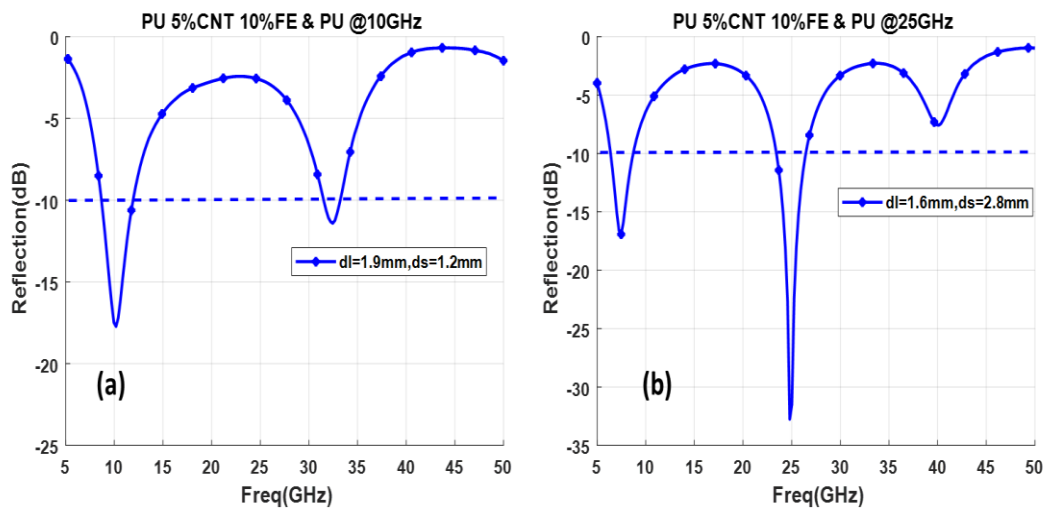 PU 5%CNT 10%FE & PU @10GHz
Reflection(dB)
0
-5
-10
-15
-20
-25
dl=1.9mm,ds=1.2mm
(a)
5 10 15 20 25 30 35 40 45 50
Freq(GHz)
PU 5%CNT 10%FE & PU @25GHz
Reflection(dB)
0
-5
-10
-15
-20
-25
-30
-35
dl=1.6mm,ds=2.8mm
(b)
5 10 15 20 25 30 35 40 45 50
Freq(GHz)